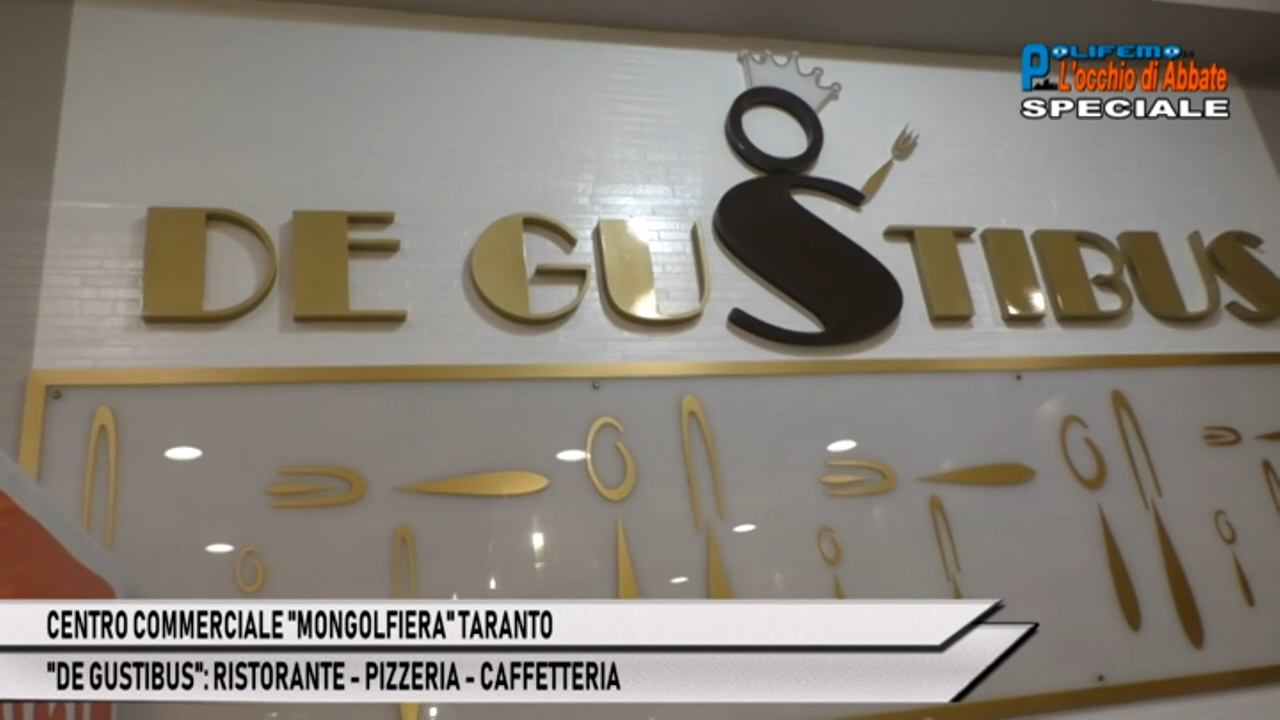 POLIFEMO
L'occhio di Abbate
SPECIALE
DE GUSTIBUS
CENTRO COMMERCIALE "MONGOLFIERA" TARANTO
"DE GUSTIBUS": RISTORANTE - PIZZERIA - CAFFETTERIA